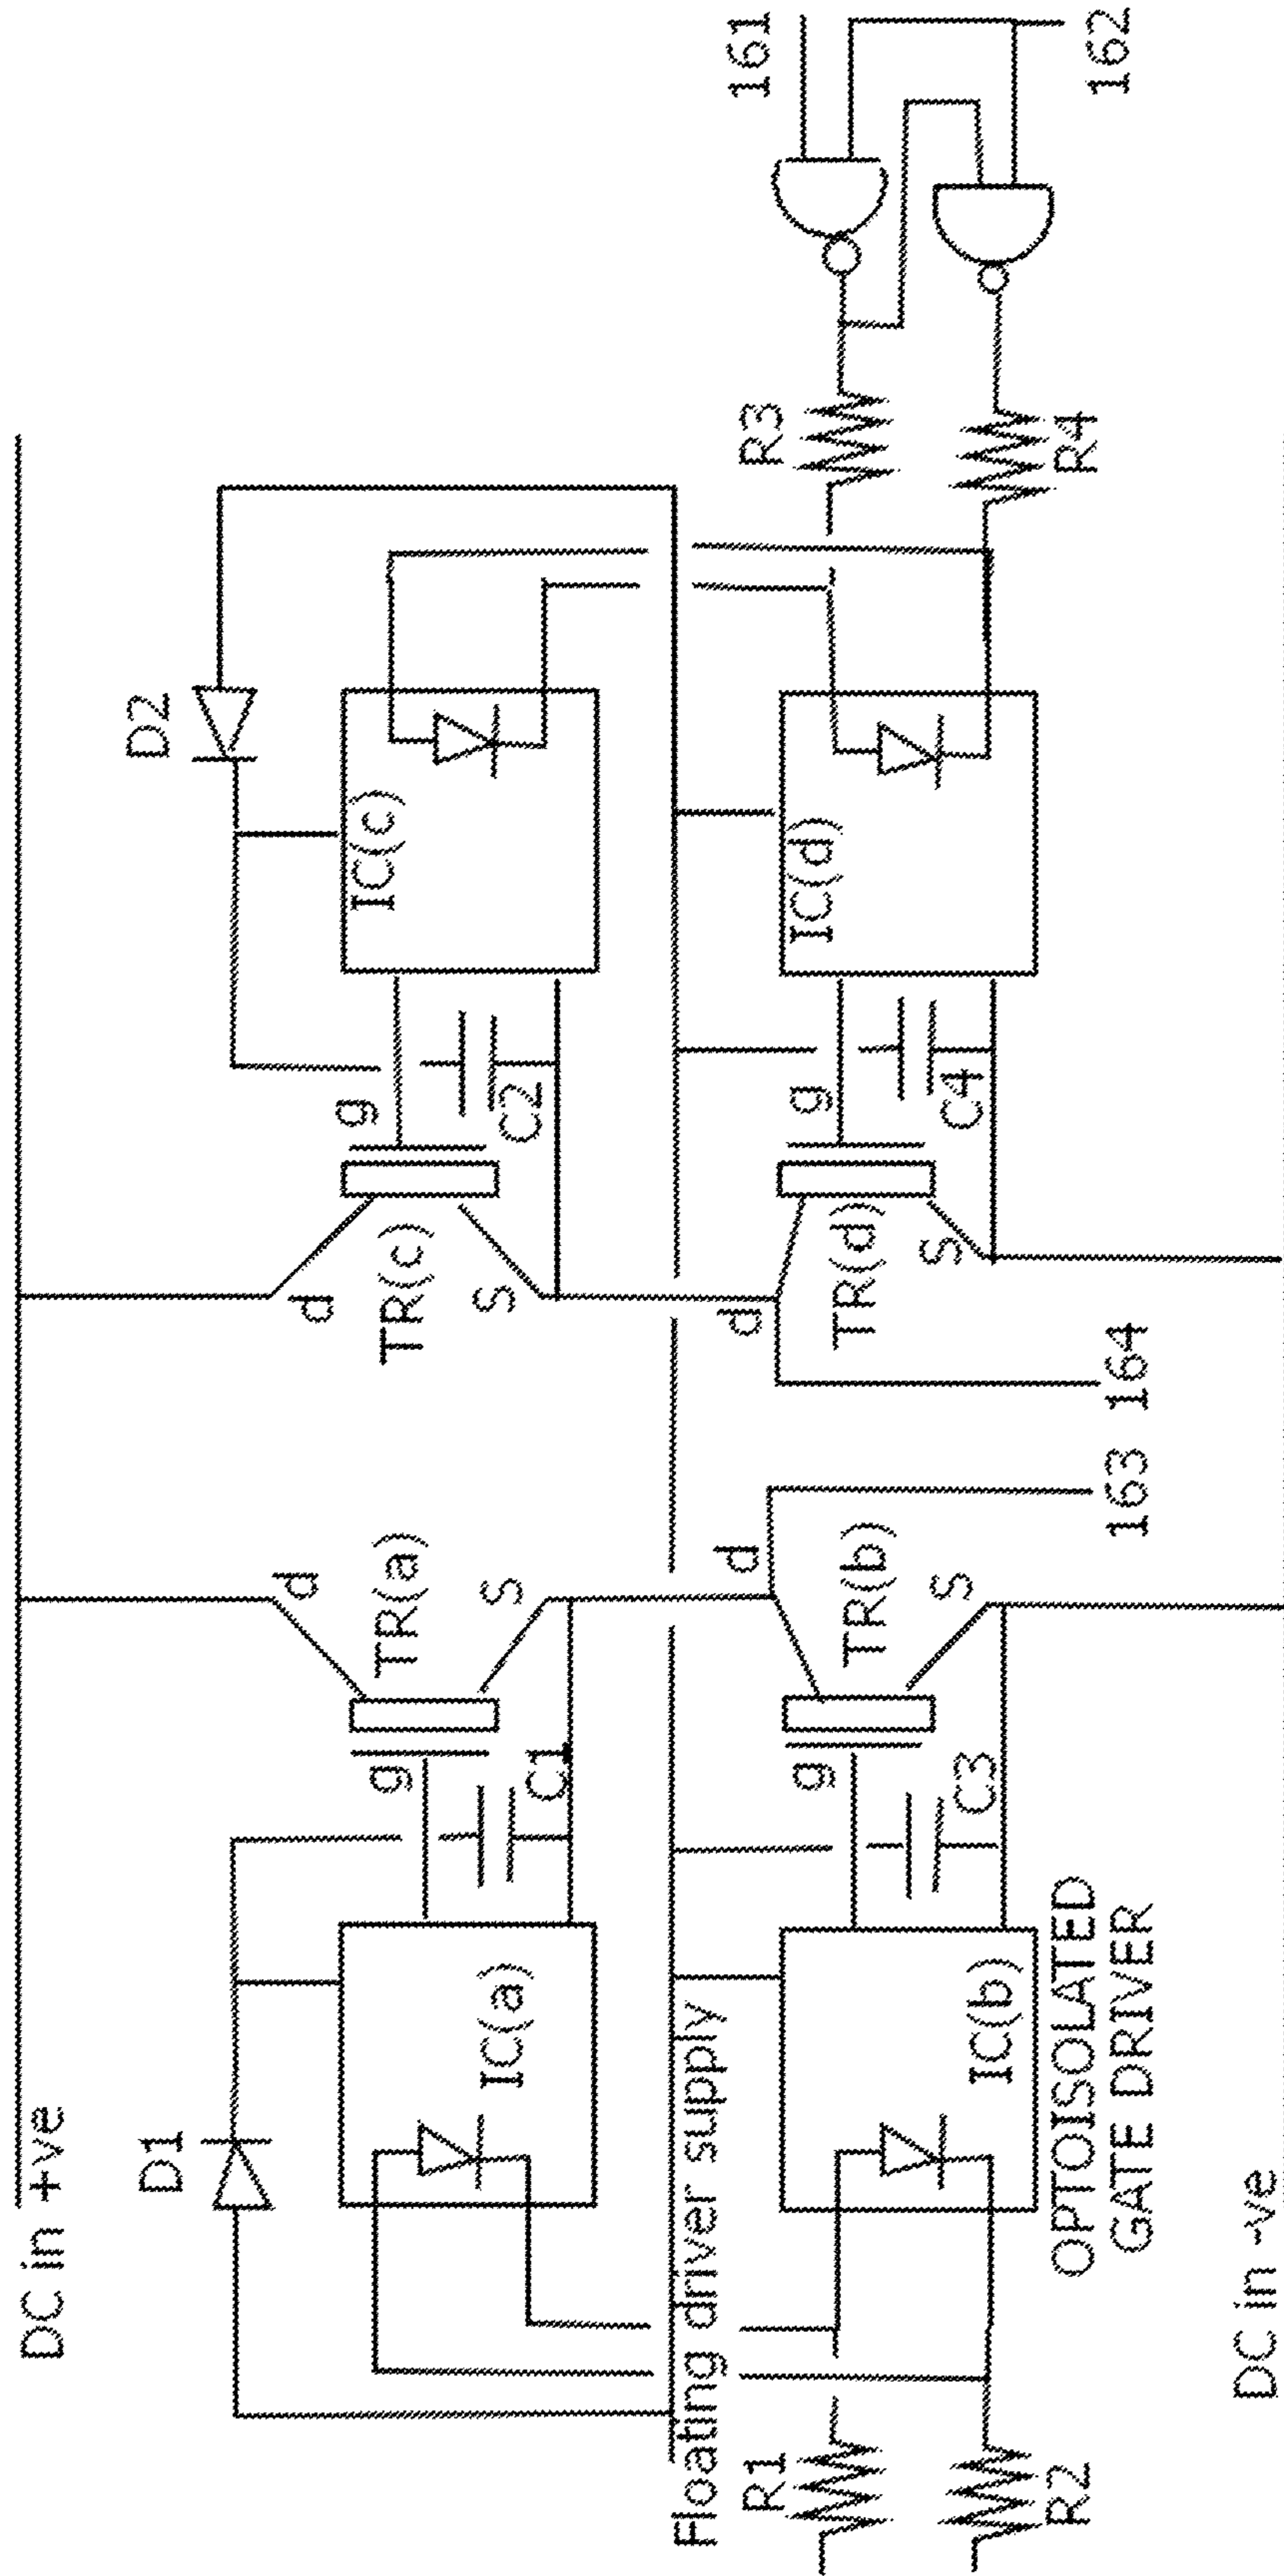 DC in +ve
D1
D2
IC(a)
g
C1
d
TR(a)
S
d
TR(c)
S
g
C2
IC(c)
Floating driver supply
R1
R2
IC(b)
OPTOISOLATED
GATE DRIVER
g
C3
d
TR(b)
S
163
164
d
TR(d)
S
g
C4
IC(d)
R3
R4
161
162
DC in -ve